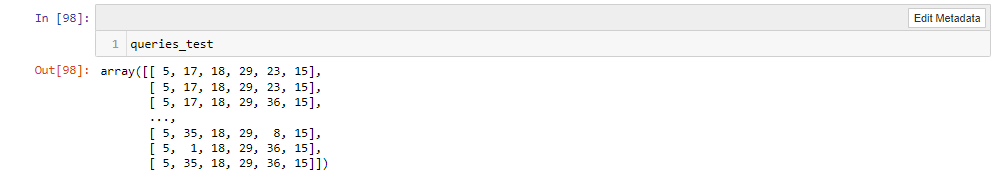 In [98]:
Edit Metadata
1 queries_test
Out[98]: array([[ 5, 17, 18, 29, 23, 15],
[ 5, 17, 18, 29, 23, 15],
[ 5, 17, 18, 29, 36, 15],
...,
[ 5, 35, 18, 29,  8, 15],
[ 5,  1, 18, 29, 36, 15],
[ 5, 35, 18, 29, 36, 15]])